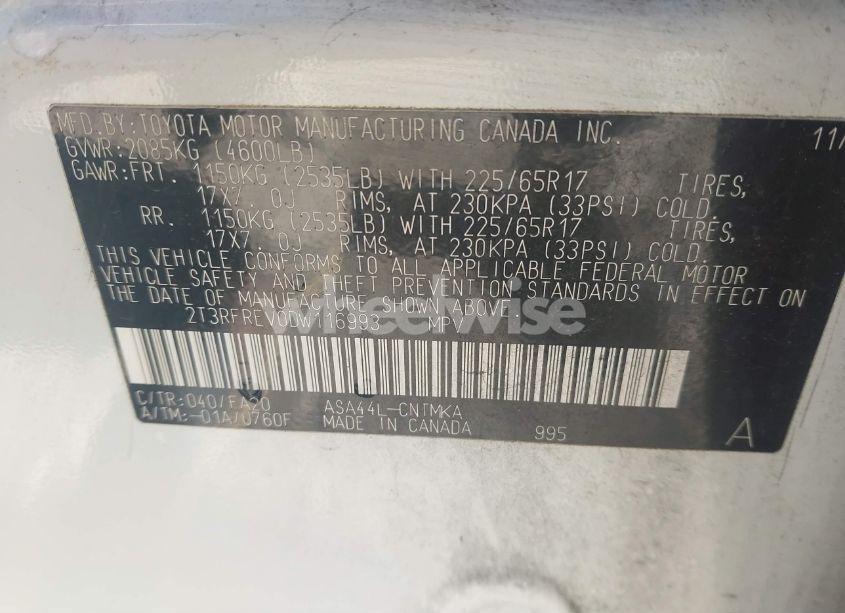 MFD.BY:TOYOTA MOTOR MANUFACTURING CANADA INC. 11/
GVWR:2085KG (4600LB)
GAWR:FRT. 1150KG (2535LB) WITH 225/65R17 TIRES,
17X7.0J RIMS, AT 230KPA (33PSI) COLD.
RR. 1150KG (2535LB) WITH 225/65R17 TIRES,
17X7.0J RIMS, AT 230KPA (33PSI) COLD.
THIS VEHICLE CONFORMS TO ALL APPLICABLE FEDERAL MOTOR
VEHICLE SAFETY AND THEFT PREVENTION STANDARDS IN EFFECT ON
THE DATE OF MANUFACTURE SHOWN ABOVE.
wheelwise
2T3RFREV0DW116993 MPV
C/TR:040/FA20 ASA44L-CNTMKA
A/TM:-01A/U760F MADE IN CANADA 995 A